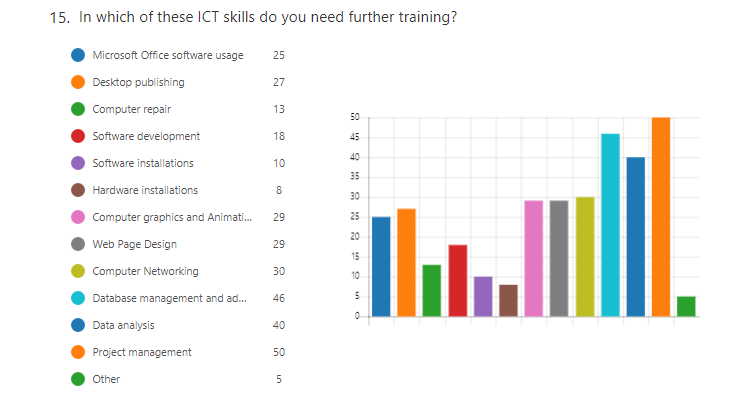 15. In which of these ICT skills do you need further training?
Microsoft Office software usage 25
Desktop publishing 27
Computer repair 13
Software development 18
Software installations 10
Hardware installations 8
Computer graphics and Animati... 29
Web Page Design 29
Computer Networking 30
Database management and ad... 46
Data analysis 40
Project management 50
Other 5
50
45
40
35
30
25
20
15
10
5
0